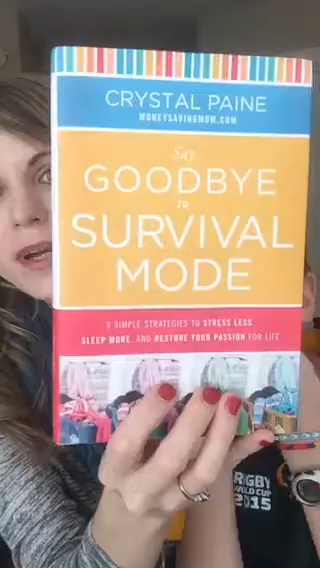 CRYSTAL PAINE
MONEYSAVINGMOM.COM
Say
GOODBYE
to
SURVIVAL
MODE
9 SIMPLE STRATEGIES TO STRESS LESS,
SLEEP MORE, AND RESTORE YOUR PASSION FOR LIFE
RUGBY
WORLD CUP
2015